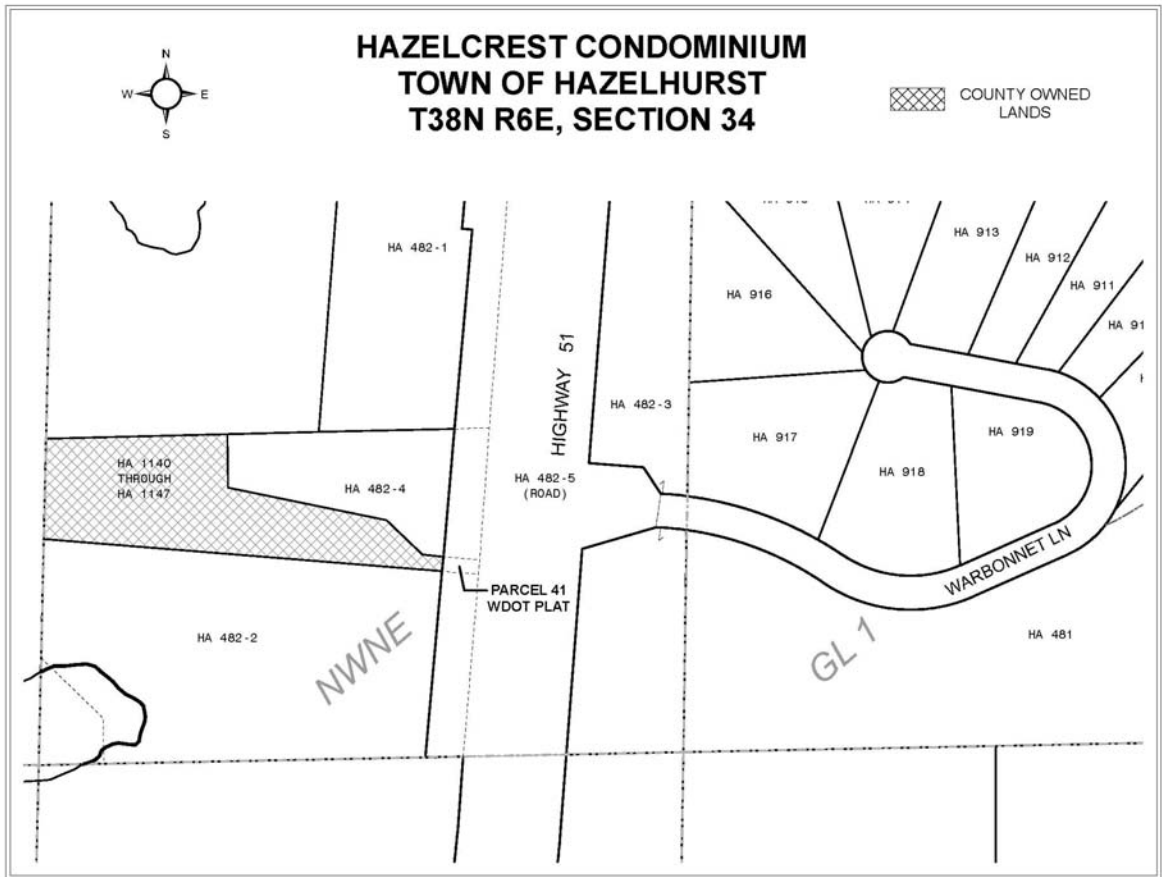 HAZELCREST CONDOMINIUM
TOWN OF HAZELHURST
T38N R6E, SECTION 34
N
W E
S
COUNTY OWNED
LANDS
HA 482-1
HA 913
HA 912
HA 911
HA 916
HA 91
HIGHWAY 51
HA 482-3
HA 917
HA 919
HA 918
HA 1140
THROUGH
HA 1147
HA 482-4
HA 482-5
(ROAD)
PARCEL 41
WDOT PLAT
WARBONNET LN
HA 482-2
NWNE
GL 1
HA 481